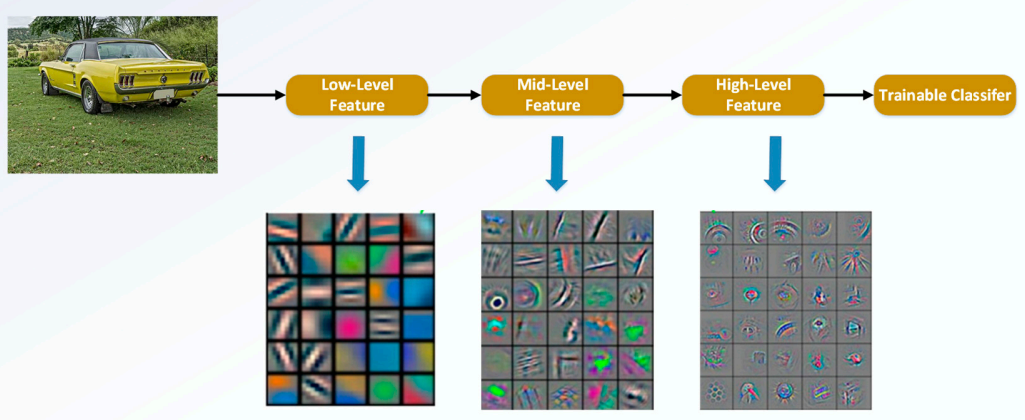 Low-Level
Feature
Mid-Level
Feature
High-Level
Feature
Trainable Classifer